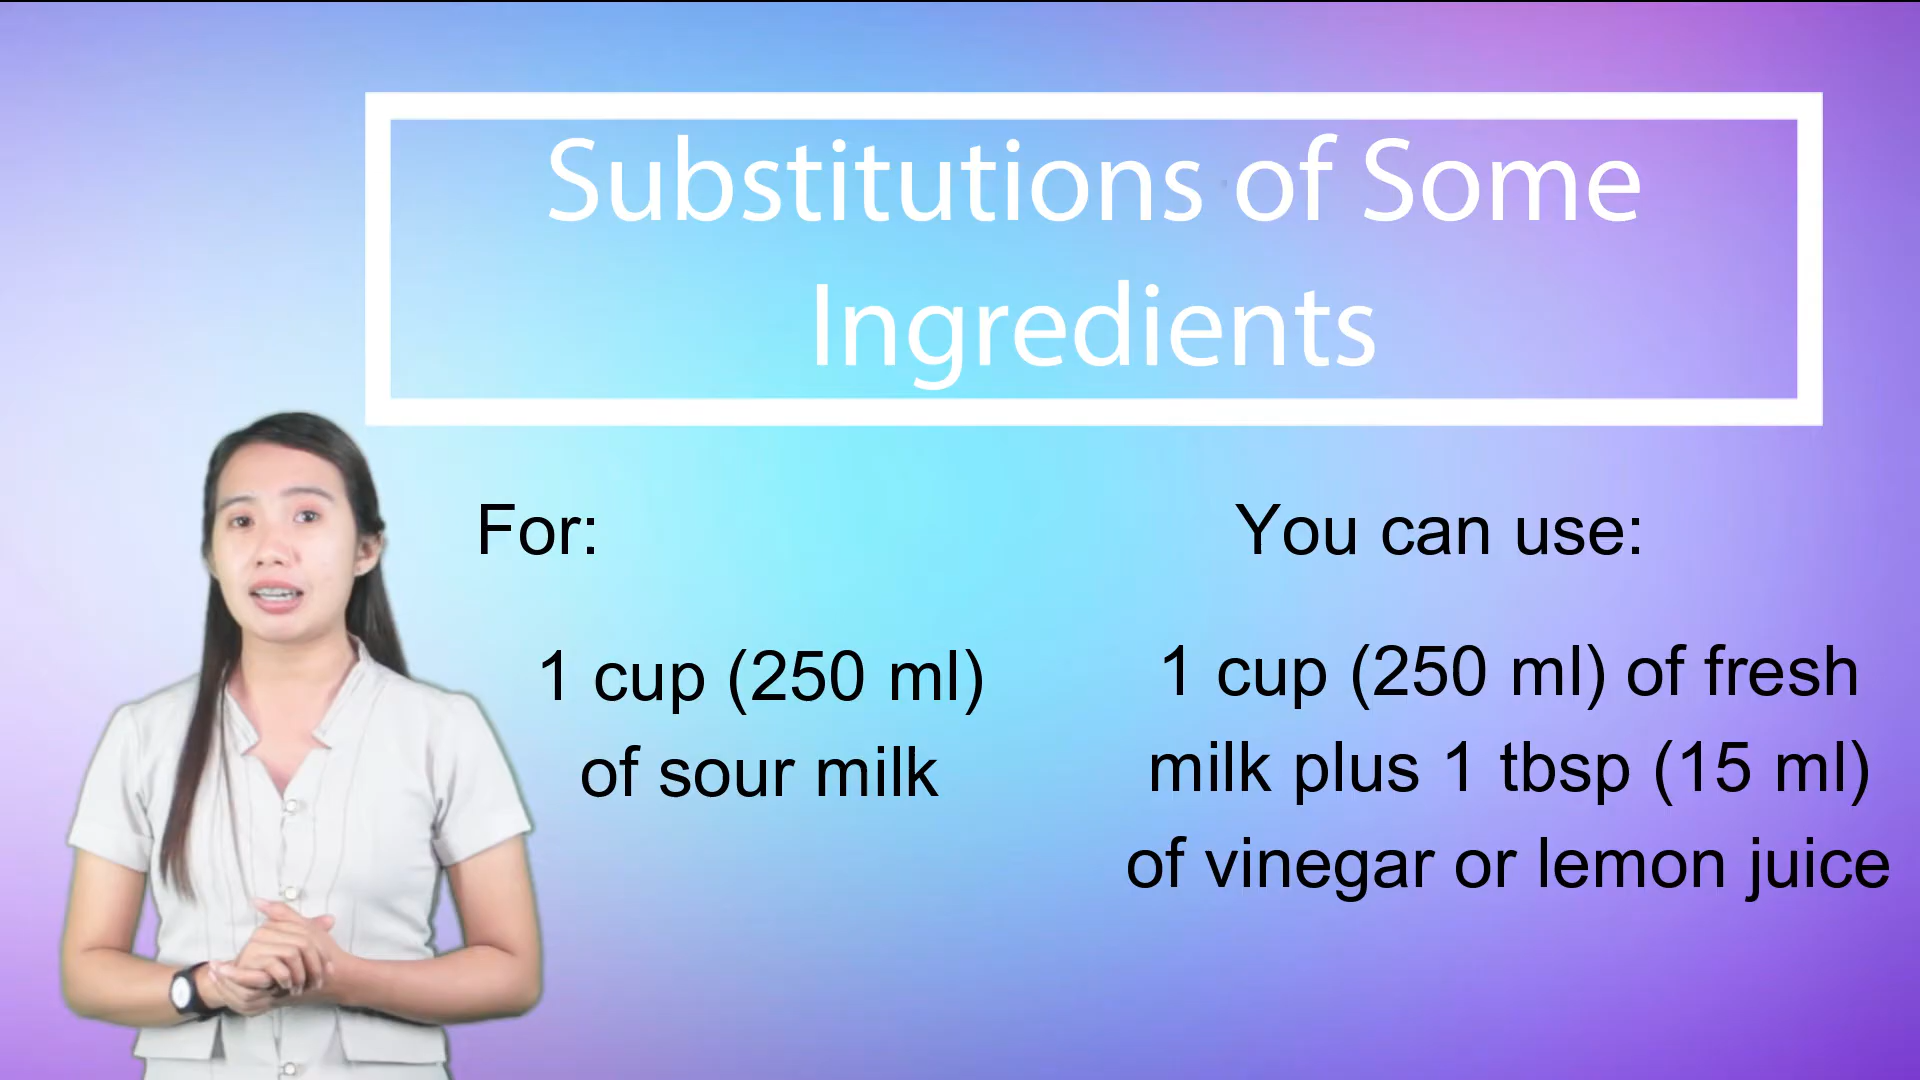 Substitutions of Some
Ingredients
For:
You can use:
1 cup (250 ml)
of sour milk
1 cup (250 ml) of fresh
milk plus 1 tbsp (15 ml)
of vinegar or lemon juice